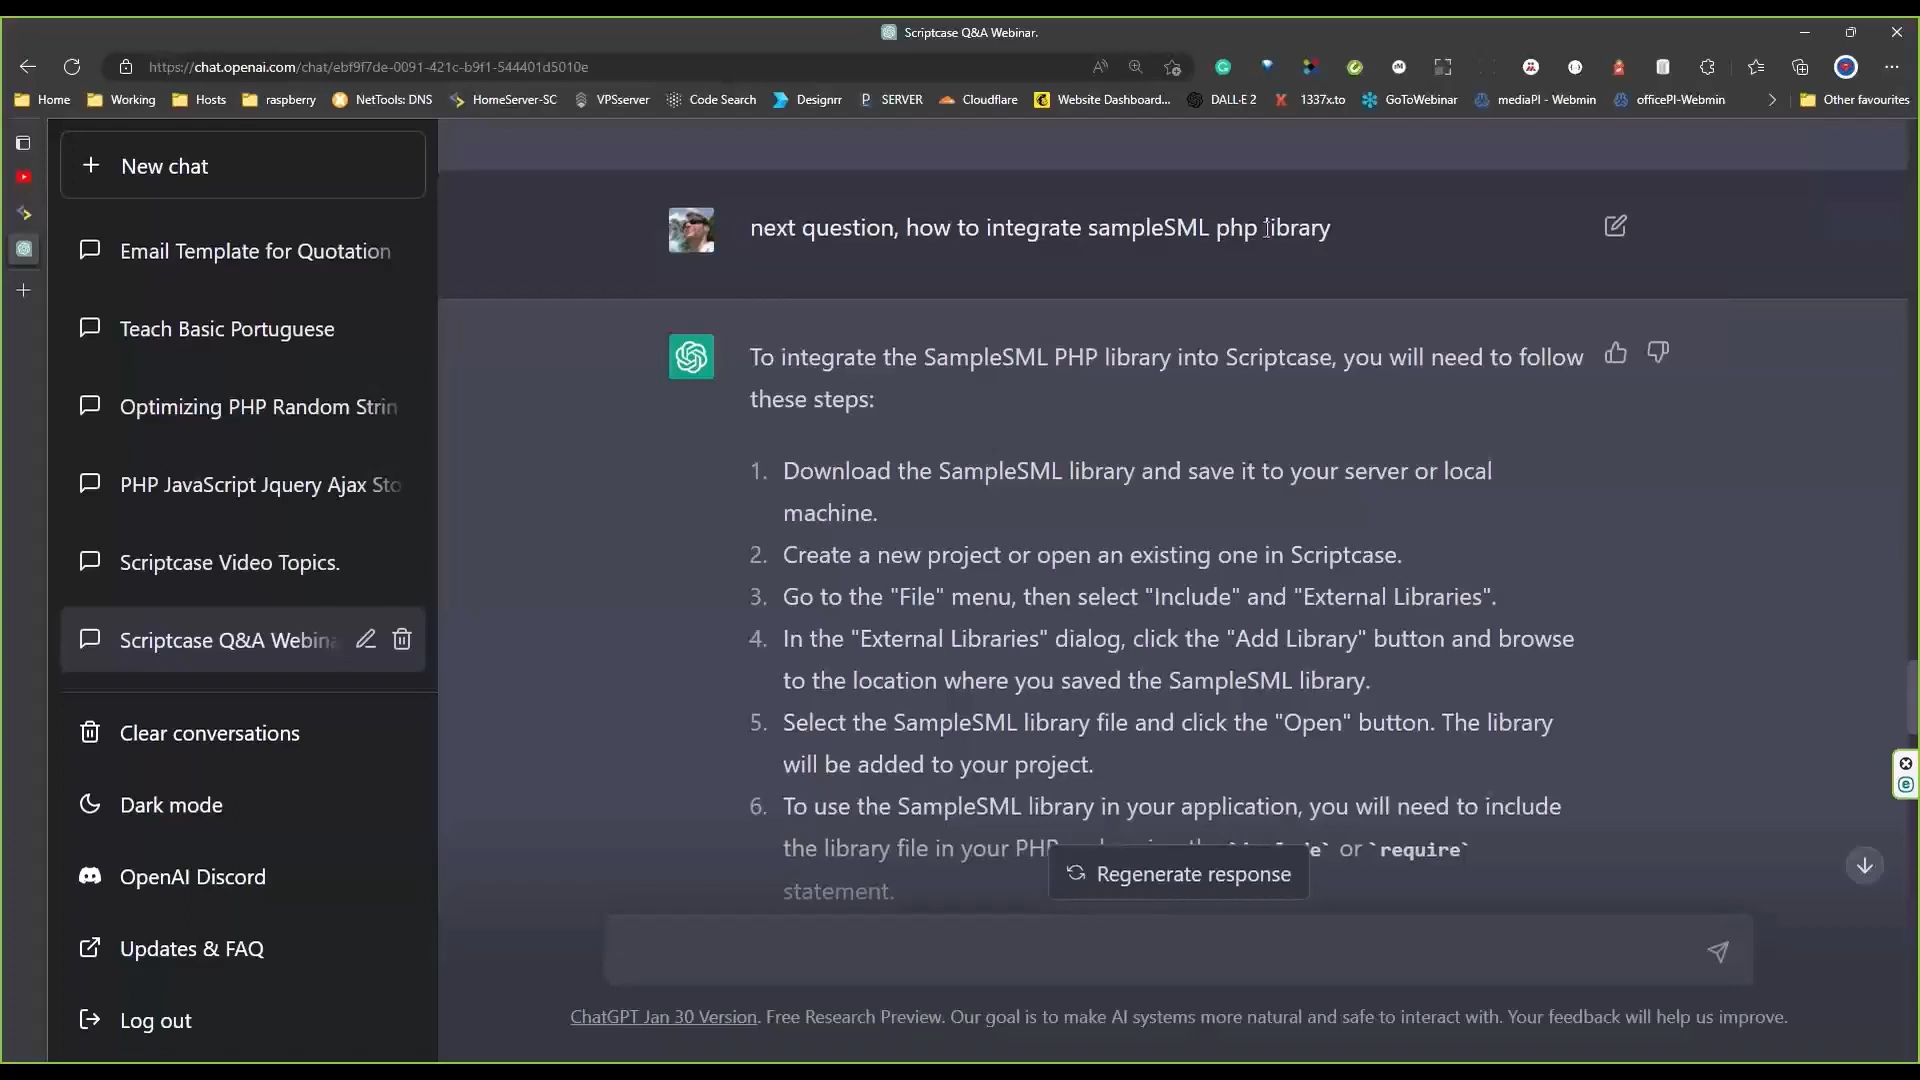 Scriptcase Q&A Webinar.
https://chat.openai.com/chat/ebf9f7de-0091-421c-b9f1-544401d5010e
Home Working Hosts raspberry NetTools: DNS HomeServer-SC VPSserver Code Search Designrr SERVER Cloudflare Website Dashboard... DALL·E 2 1337x.to GoToWebinar mediaPI - Webmin officePI-Webmin Other favourites
+ New chat
Email Template for Quotation
Teach Basic Portuguese
Optimizing PHP Random Strin
PHP JavaScript Jquery Ajax Sto
Scriptcase Video Topics.
Scriptcase Q&A Webina
Clear conversations
Dark mode
OpenAI Discord
Updates & FAQ
Log out
next question, how to integrate sampleSML php library
To integrate the SampleSML PHP library into Scriptcase, you will need to follow
these steps:
1. Download the SampleSML library and save it to your server or local
machine.
2. Create a new project or open an existing one in Scriptcase.
3. Go to the "File" menu, then select "Include" and "External Libraries".
4. In the "External Libraries" dialog, click the "Add Library" button and browse
to the location where you saved the SampleSML library.
5. Select the SampleSML library file and click the "Open" button. The library
will be added to your project.
6. To use the SampleSML library in your application, you will need to include
the library file in your PHP or `require`
statement.
Regenerate response
ChatGPT Jan 30 Version. Free Research Preview. Our goal is to make AI systems more natural and safe to interact with. Your feedback will help us improve.